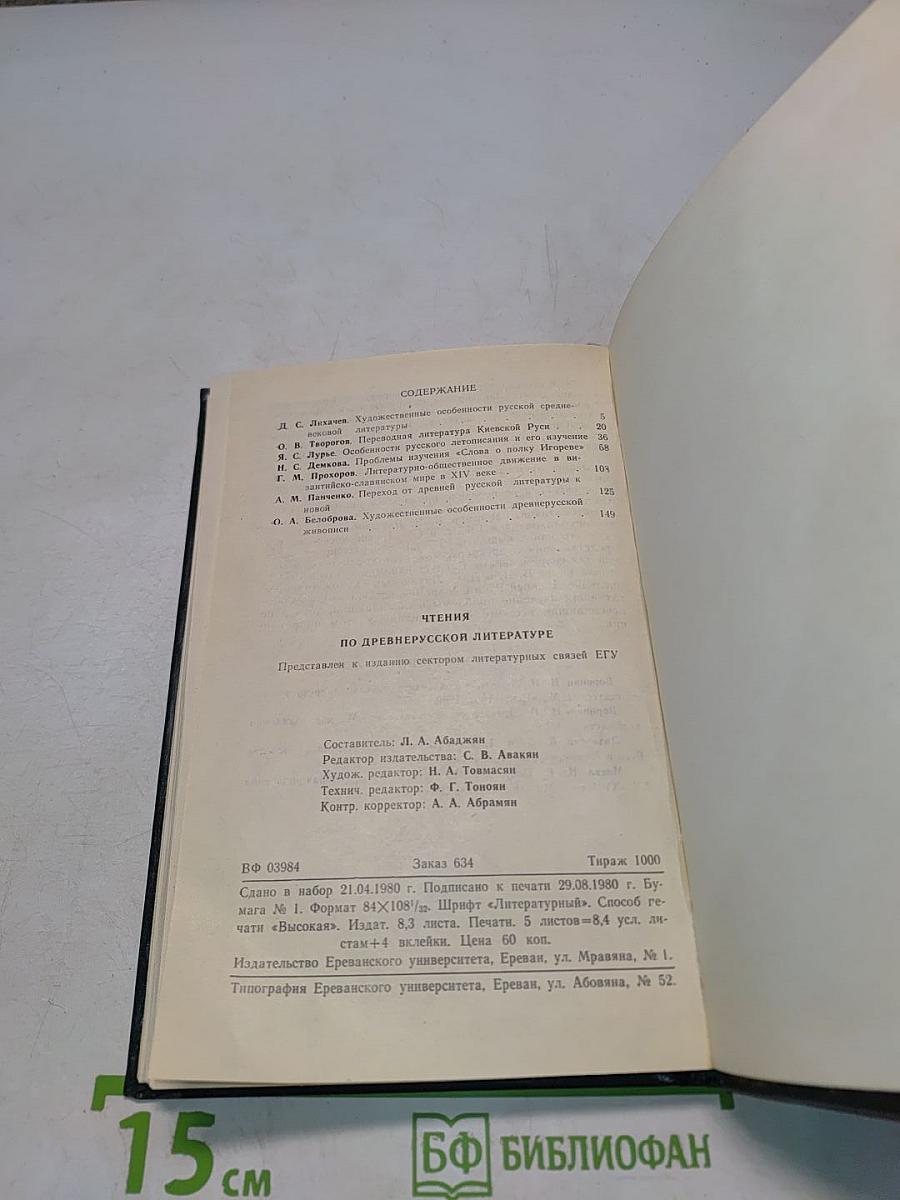 СОДЕРЖАНИЕ
Д. С. Лихачев. Художественные особенности русской средне-
вековой литературы . . . . . . . . . . 5
О. В. Творогов. Переводная литература Киевской Руси . . . 20
Я. С. Лурье. Особенности русского летописания и его изучение 36
Н. С. Демкова. Проблемы изучения «Слова о полку Игореве» 68
Г. М. Прохоров. Литературно-общественное движение в ви-
зантийско-славянском мире в XIV веке . . . . . 108
А. М. Панченко. Переход от древней русской литературы к
новой . . . . . . . . . . . . 125
О. А. Белоброва. Художественные особенности древнерусской
живописи . . . . . . . . . . . 149
ЧТЕНИЯ
ПО ДРЕВНЕРУССКОЙ ЛИТЕРАТУРЕ
Представлен к изданию сектором литературных связей ЕГУ
Составитель: Л. А. Абаджян
Редактор издательства: С. В. Авакян
Худож. редактор: Н. А. Товмасян
Технич. редактор: Ф. Г. Тоноян
Контр. корректор: А. А. Абрамян
ВФ 03984 Заказ 634 Тираж 1000
Сдано в набор 21.04.1980 г. Подписано к печати 29.08.1980 г. Бу-
мага № 1. Формат 84×108¹/₃₂. Шрифт «Литературный». Способ пе-
чати «Высокая». Издат. 8,3 листа. Печатн. 5 листов=8,4 усл. ли-
стам+4 вклейки. Цена 60 коп.
Издательство Ереванского университета, Ереван, ул. Мравяна, № 1.
Типография Ереванского университета, Ереван, ул. Абовяна, № 52.
15 см БФ БИБЛИОФАН